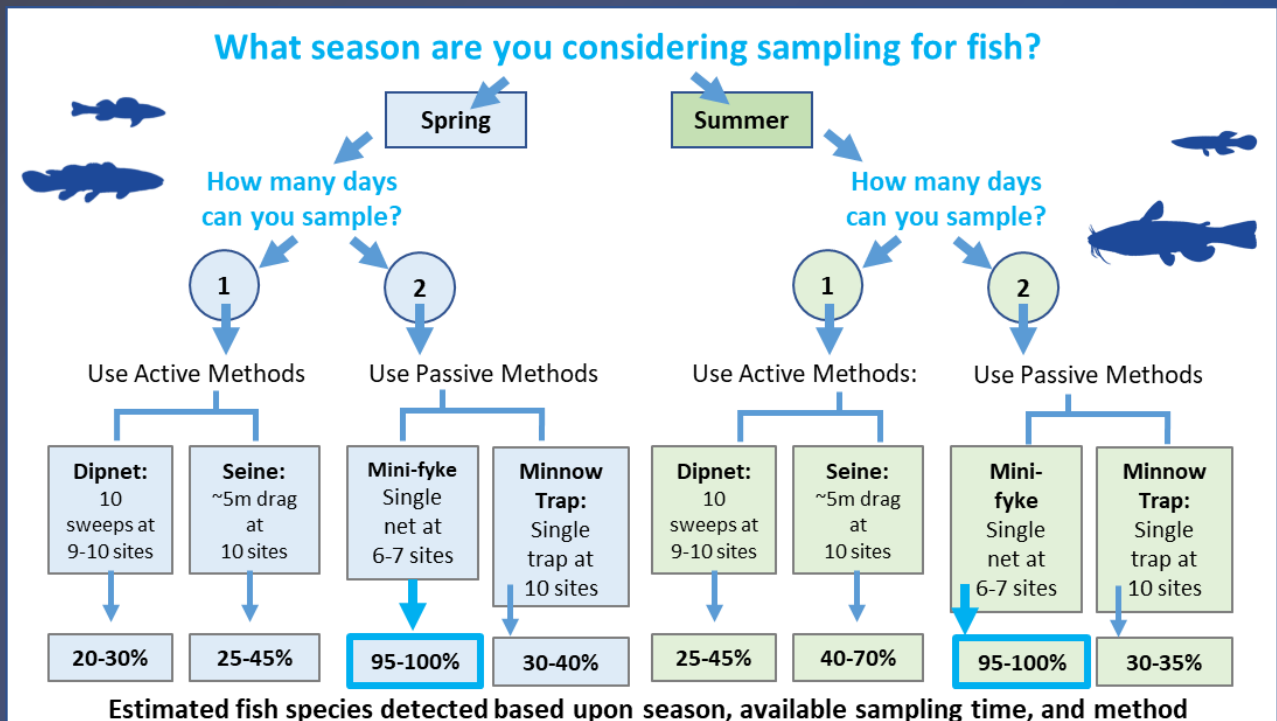 What season are you considering sampling for fish?
Spring
Summer
How many days
can you sample?
How many days
can you sample?
1
2
1
2
Use Active Methods
Use Passive Methods
Use Active Methods:
Use Passive Methods
Dipnet:
10
sweeps at
9-10 sites
Seine:
~5m drag
at
10 sites
Mini-fyke
Single
net at
6-7 sites
Minnow
Trap:
Single
trap at
10 sites
Dipnet:
10
sweeps at
9-10 sites
Seine:
~5m drag
at
10 sites
Mini-
fyke
Single
net at
6-7 sites
Minnow
Trap:
Single
trap at
10 sites
20-30%
25-45%
95-100%
30-40%
25-45%
40-70%
95-100%
30-35%
Estimated fish species detected based upon season, available sampling time, and method